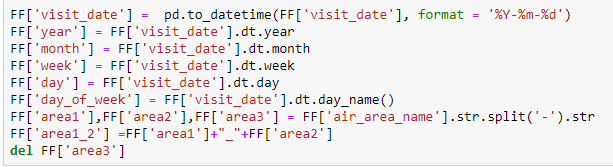 FF['visit_date'] =  pd.to_datetime(FF['visit_date'], format = '%Y-%m-%d')
FF['year'] = FF['visit_date'].dt.year
FF['month'] = FF['visit_date'].dt.month
FF['week'] = FF['visit_date'].dt.week
FF['day'] = FF['visit_date'].dt.day
FF['day_of_week'] = FF['visit_date'].dt.day_name()
FF['area1'],FF['area2'],FF['area3'] = FF['air_area_name'].str.split('-').str
FF['area1_2'] =FF['area1']+"_"+FF['area2']
del FF['area3']